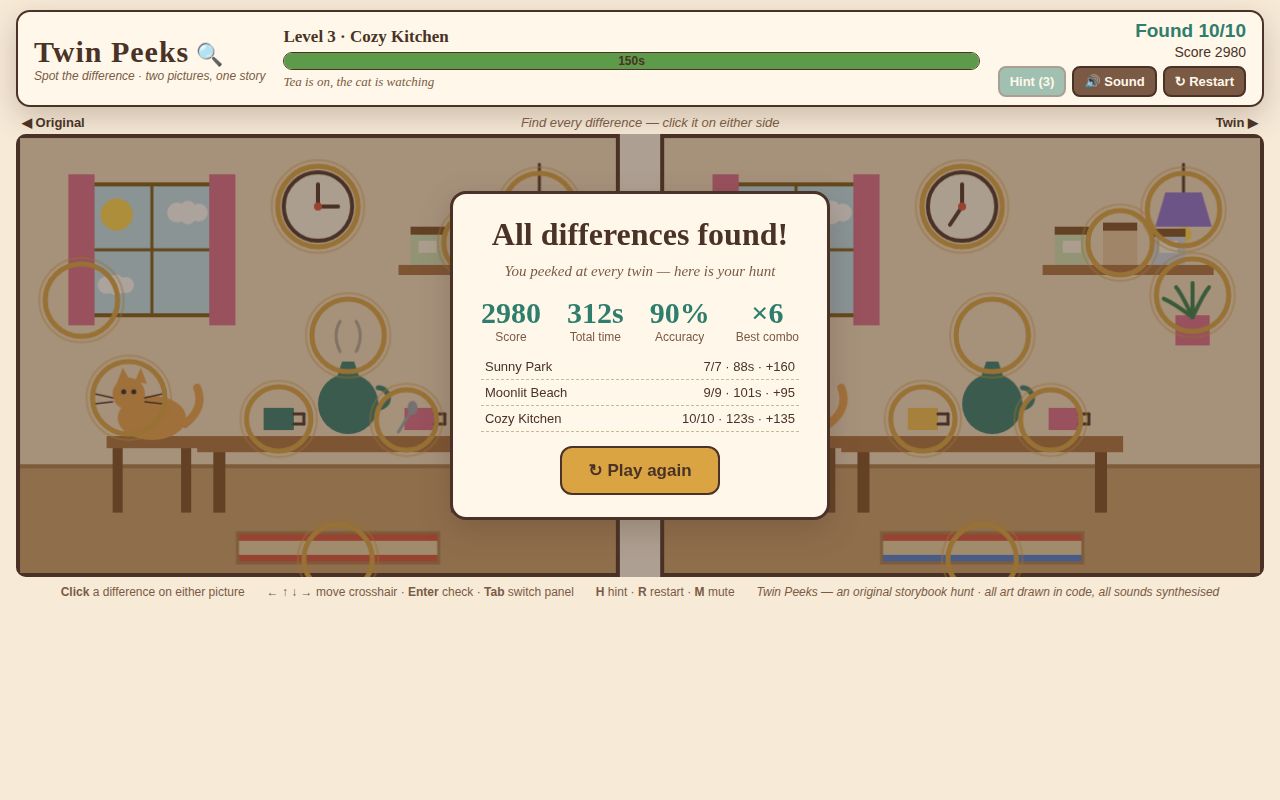 Twin Peeks 🔍
Spot the difference · two pictures, one story
Level 3 · Cozy Kitchen
150s
Tea is on, the cat is watching
Found 10/10
Score 2980
Hint (3)
🔊 Sound
↻ Restart
◀ Original
Find every difference — click it on either side
Twin ▶
All differences found!
You peeked at every twin — here is your hunt
2980 312s 90% ×6
Score Total time Accuracy Best combo
Sunny Park 7/7 · 88s · +160
Moonlit Beach 9/9 · 101s · +95
Cozy Kitchen 10/10 · 123s · +135
↻ Play again
Click a difference on either picture ← ↑ ↓ → move crosshair · Enter check · Tab switch panel H hint · R restart · M mute Twin Peeks — an original storybook hunt · all art drawn in code, all sounds synthesised